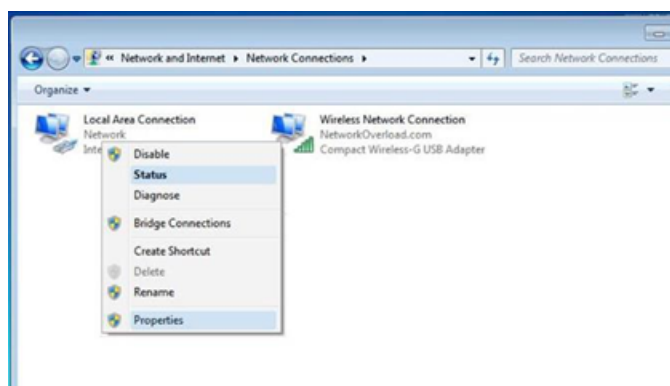 « Network and Internet ▸ Network Connections ▸
Search Network Connections
Organize
Local Area Connection
Network
Inte
Wireless Network Connection
NetworkOverload.com
Compact Wireless-G USB Adapter
Disable
Status
Diagnose
Bridge Connections
Create Shortcut
Delete
Rename
Properties